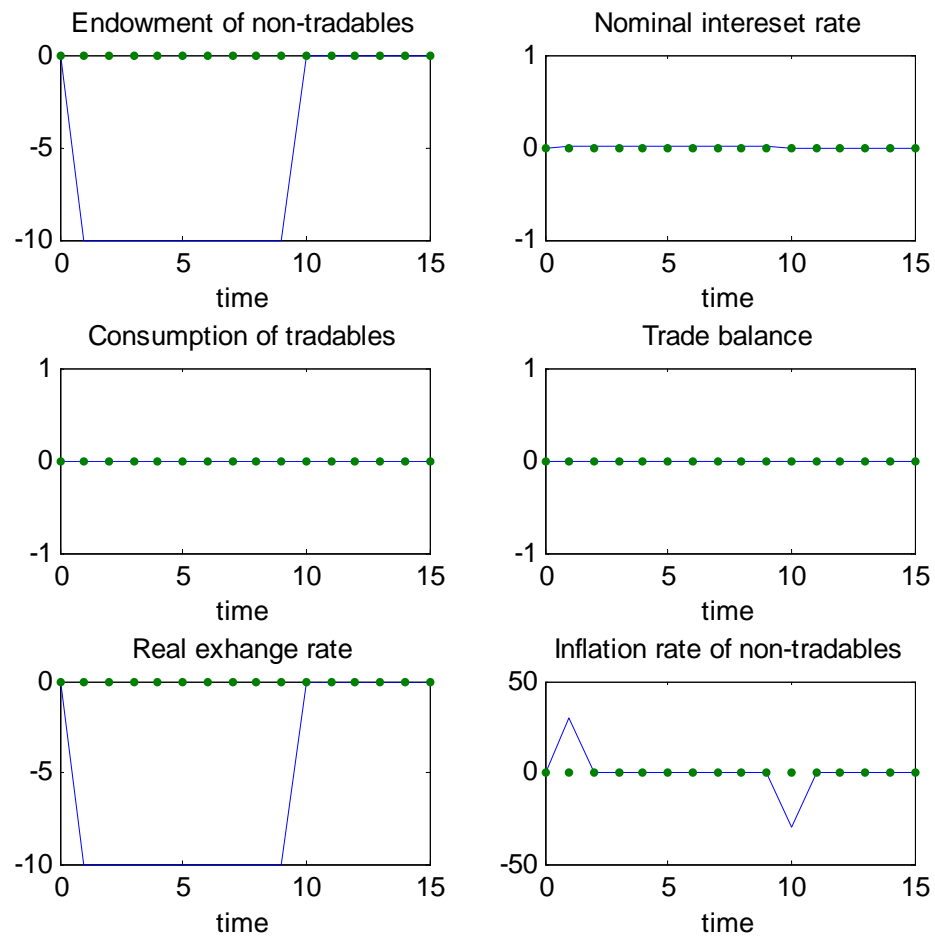 Endowment of non-tradables
0
-5
-10
0 5 10 15
time
Nominal intereset rate
1
0
-1
0 5 10 15
time
Consumption of tradables
1
0
-1
0 5 10 15
time
Trade balance
1
0
-1
0 5 10 15
time
Real exhange rate
0
-5
-10
0 5 10 15
time
Inflation rate of non-tradables
50
0
-50
0 5 10 15
time